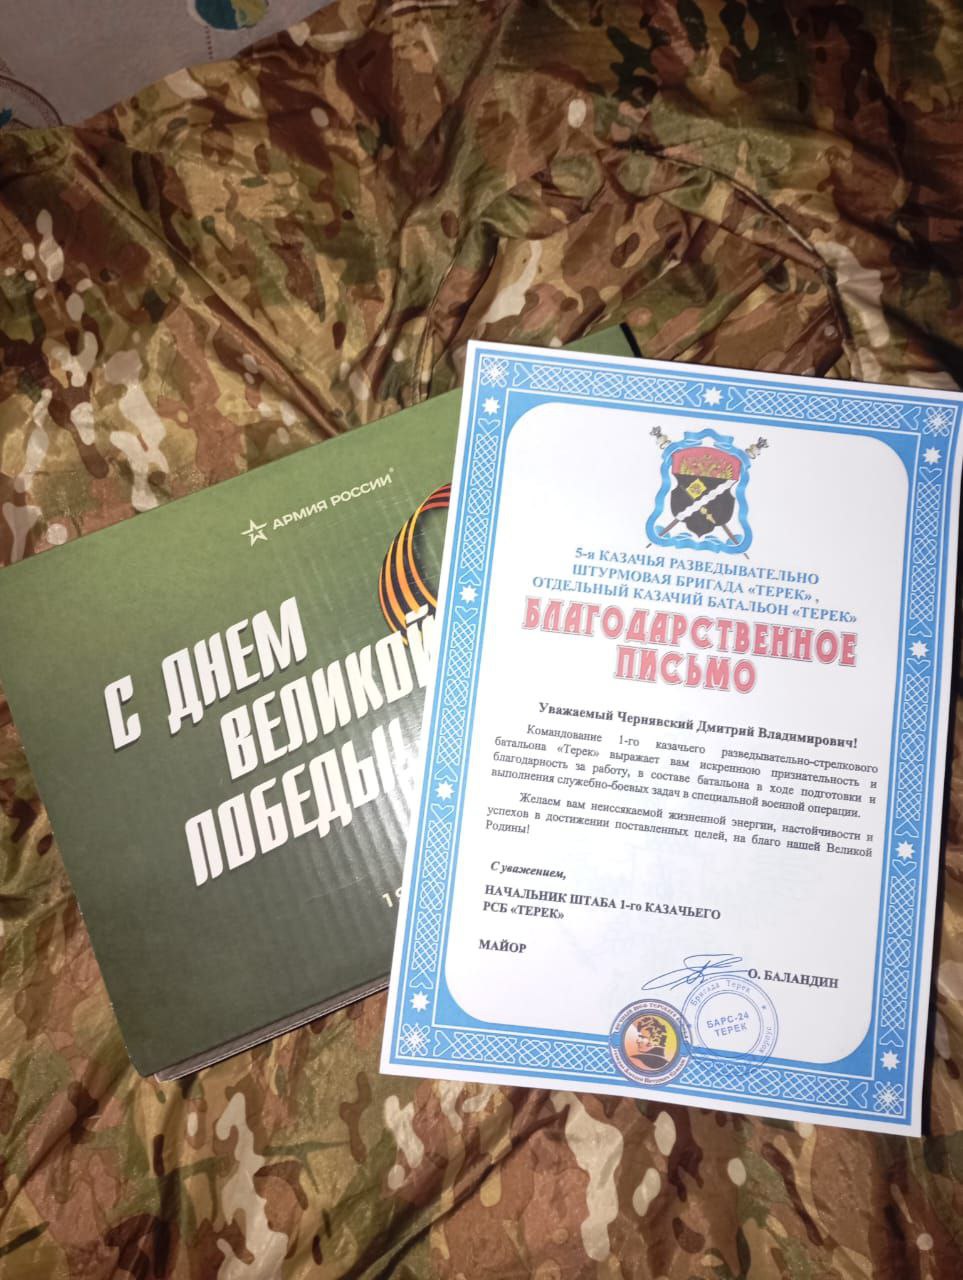 АРМИЯ РОССИИ
С ДНЕМ
ВЕЛИКОЙ
ПОБЕДЫ
5-я КАЗАЧЬЯ РАЗВЕДЫВАТЕЛЬНО
ШТУРМОВАЯ БРИГАДА «ТЕРЕК» ,
ОТДЕЛЬНЫЙ КАЗАЧИЙ БАТАЛЬОН «ТЕРЕК»
БЛАГОДАРСТВЕННОЕ
ПИСЬМО
Уважаемый Чернявский Дмитрий Владимирович!
Командование 1-го казачьего разведывательно-стрелкового
батальона «Терек» выражает вам искреннюю признательность и
благодарность за работу, в составе батальона в ходе подготовки и
выполнения служебно-боевых задач в специальной военной операции.
Желаем вам неиссякаемой жизненной энергии, настойчивости и
успехов в достижении поставленных целей, на благо нашей Великой
Родины!
С уважением,
НАЧАЛЬНИК ШТАБА 1-го КАЗАЧЬЕГО
РСБ «ТЕРЕК»
МАЙОР
О. БАЛАНДИН
Бригада Терек
БАРС-24
ТЕРЕК
корпус